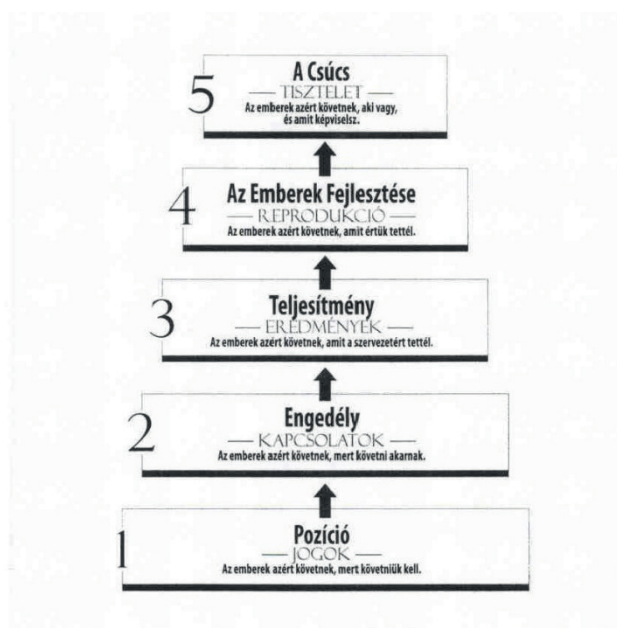 5
A Csúcs
TISZTELET
Az emberek azért követnek, aki vagy,
és amit képviselsz.
4
Az Emberek Fejlesztése
REPRODUKCIÓ
Az emberek azért követnek, amit értük tettél.
3
Teljesítmény
EREDMÉNYEK
Az emberek azért követnek, amit a szervezetért tettél.
2
Engedély
KAPCSOLATOK
Az emberek azért követnek, mert követni akarnak.
1
Pozíció
JOGOK
Az emberek azért követnek, mert követniük kell.